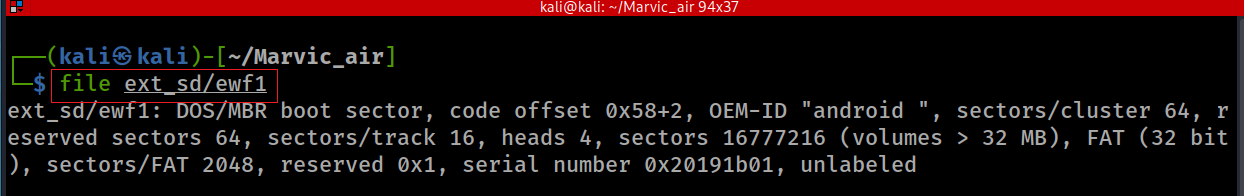 kali@kali: ~/Marvic_air 94x37
┌──(kali㉿kali)-[~/Marvic_air]
└─$ file ext_sd/ewf1
ext_sd/ewf1: DOS/MBR boot sector, code offset 0x58+2, OEM-ID "android ", sectors/cluster 64, r
eserved sectors 64, sectors/track 16, heads 4, sectors 16777216 (volumes > 32 MB), FAT (32 bit
), sectors/FAT 2048, reserved 0x1, serial number 0x20191b01, unlabeled